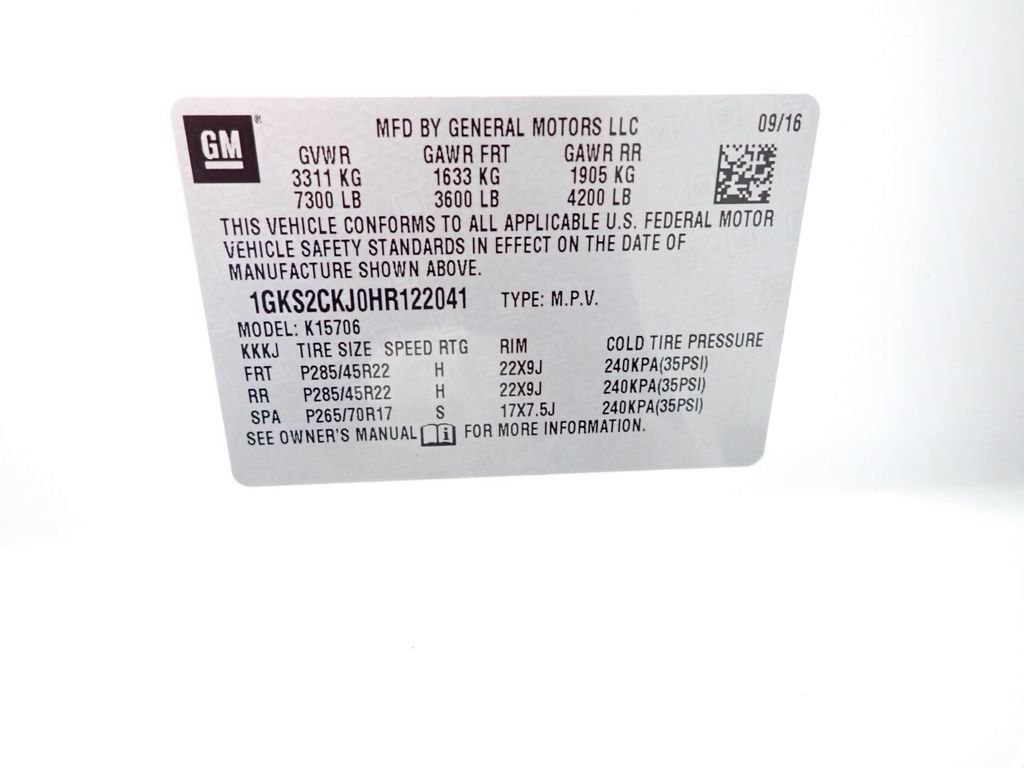 GM ® MFD BY GENERAL MOTORS LLC 09/16
GVWR GAWR FRT GAWR RR
3311 KG 1633 KG 1905 KG
7300 LB 3600 LB 4200 LB
THIS VEHICLE CONFORMS TO ALL APPLICABLE U.S. FEDERAL MOTOR
VEHICLE SAFETY STANDARDS IN EFFECT ON THE DATE OF
MANUFACTURE SHOWN ABOVE.
1GKS2CKJ0HR122041 TYPE: M.P.V.
MODEL: K15706
KKKJ TIRE SIZE SPEED RTG RIM COLD TIRE PRESSURE
FRT P285/45R22 H 22X9J 240KPA(35PSI)
RR P285/45R22 H 22X9J 240KPA(35PSI)
SPA P265/70R17 S 17X7.5J 240KPA(35PSI)
SEE OWNER'S MANUAL i FOR MORE INFORMATION.